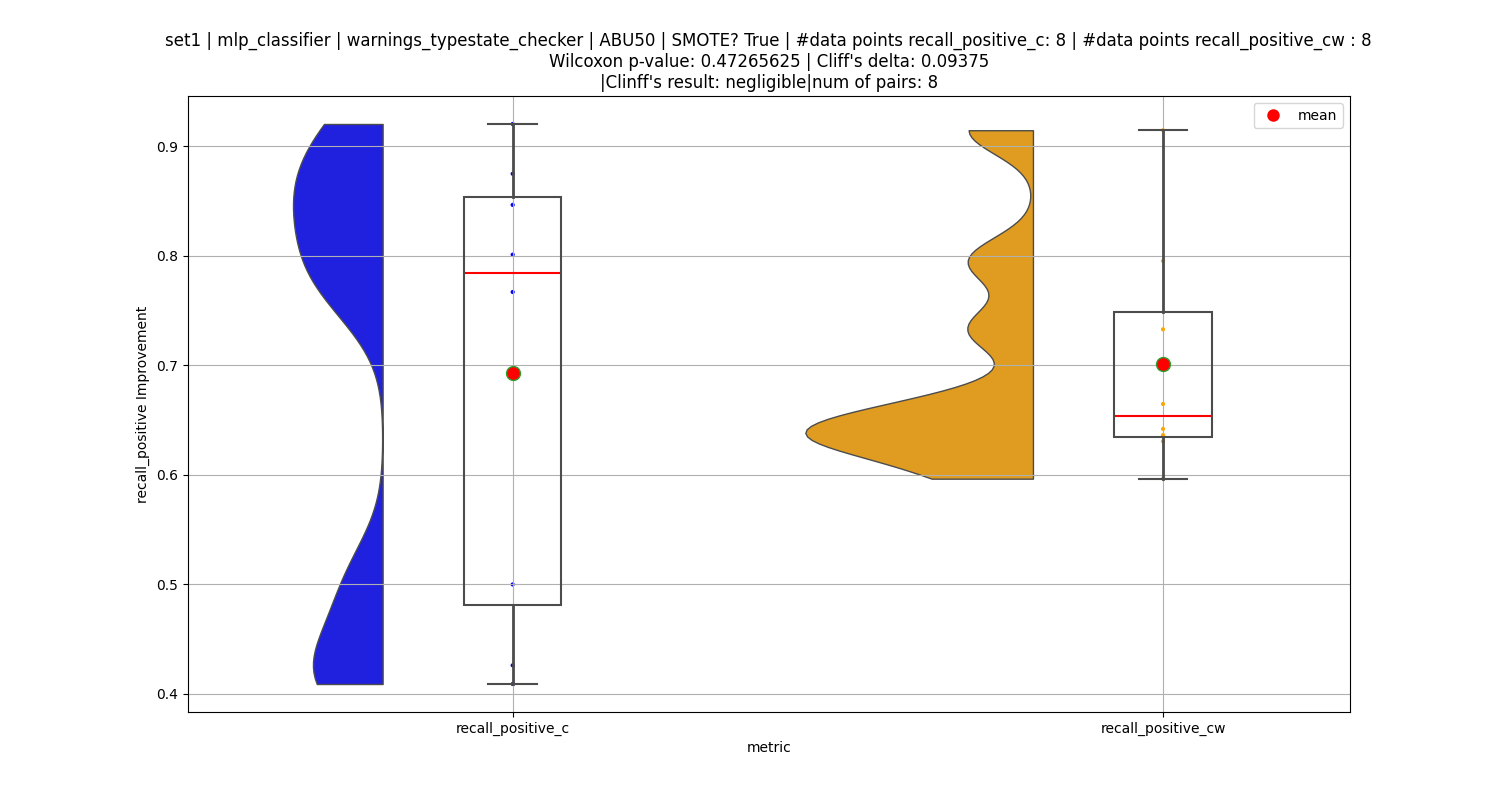 set1 | mlp_classifier | warnings_typestate_checker | ABU50 | SMOTE? True | #data points recall_positive_c: 8 | #data points recall_positive_cw : 8
Wilcoxon p-value: 0.47265625 | Cliff's delta: 0.09375
|Clinff's result: negligible|num of pairs: 8
mean
recall_positive Improvement
0.9
0.8
0.7
0.6
0.5
0.4
recall_positive_c
recall_positive_cw
metric